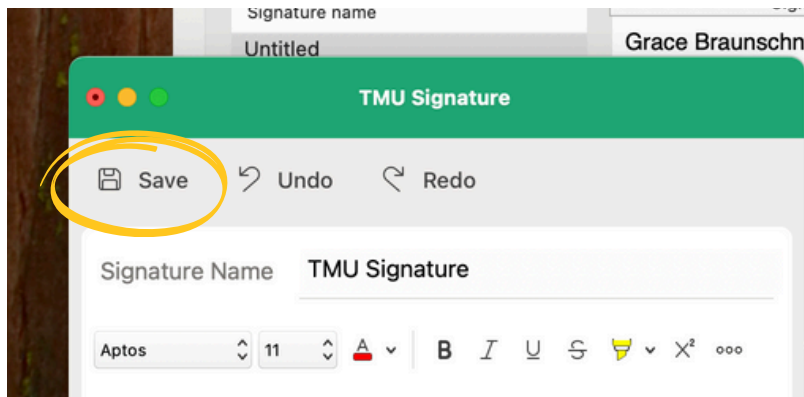 Signature name
Untitled
Grace Braunschn
TMU Signature
Save Undo Redo
Signature Name TMU Signature
Aptos 11 A B I U S X²